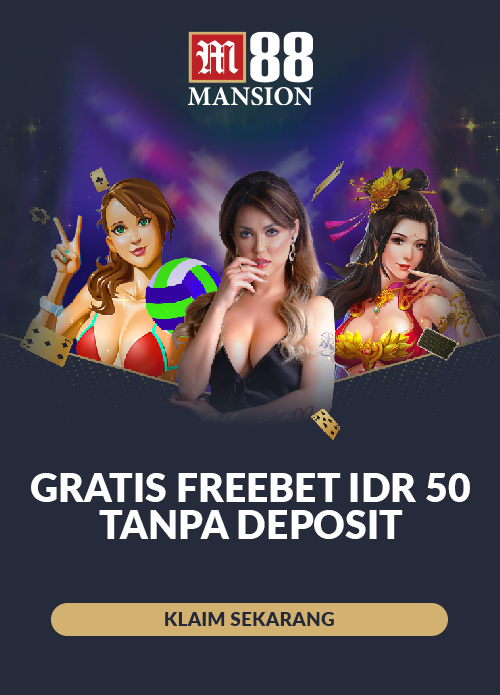 M88
MANSION
GRATIS FREEBET IDR 50
TANPA DEPOSIT
KLAIM SEKARANG